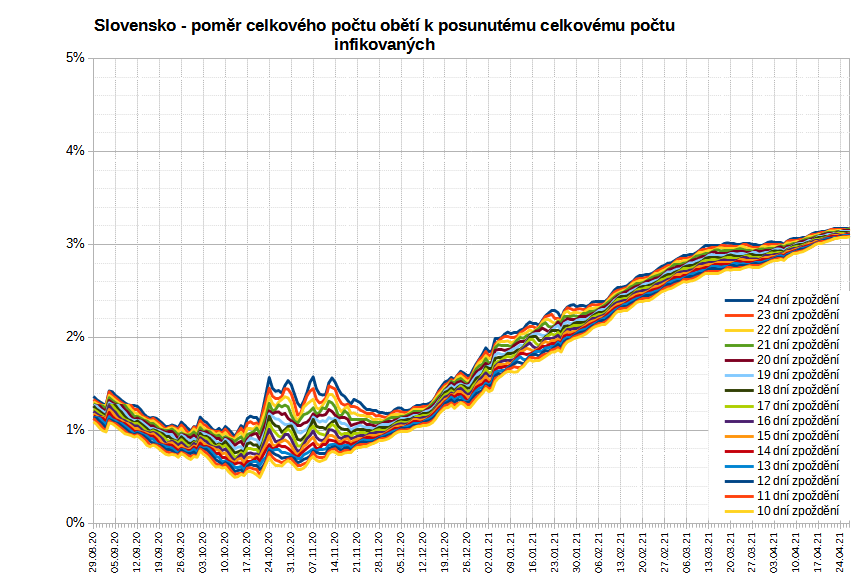 Slovensko - poměr celkového počtu obětí k posunutému celkovému počtu
infikovaných
5%
4%
3%
2%
1%
0%
24 dní zpoždění
23 dní zpoždění
22 dní zpoždění
21 dní zpoždění
20 dní zpoždění
19 dní zpoždění
18 dní zpoždění
17 dní zpoždění
16 dní zpoždění
15 dní zpoždění
14 dní zpoždění
13 dní zpoždění
12 dní zpoždění
11 dní zpoždění
10 dní zpoždění
29.08.20
05.09.20
12.09.20
19.09.20
26.09.20
03.10.20
10.10.20
17.10.20
24.10.20
31.10.20
07.11.20
14.11.20
21.11.20
28.11.20
05.12.20
12.12.20
19.12.20
26.12.20
02.01.21
09.01.21
16.01.21
23.01.21
30.01.21
06.02.21
13.02.21
20.02.21
27.02.21
06.03.21
13.03.21
20.03.21
27.03.21
03.04.21
10.04.21
17.04.21
24.04.21